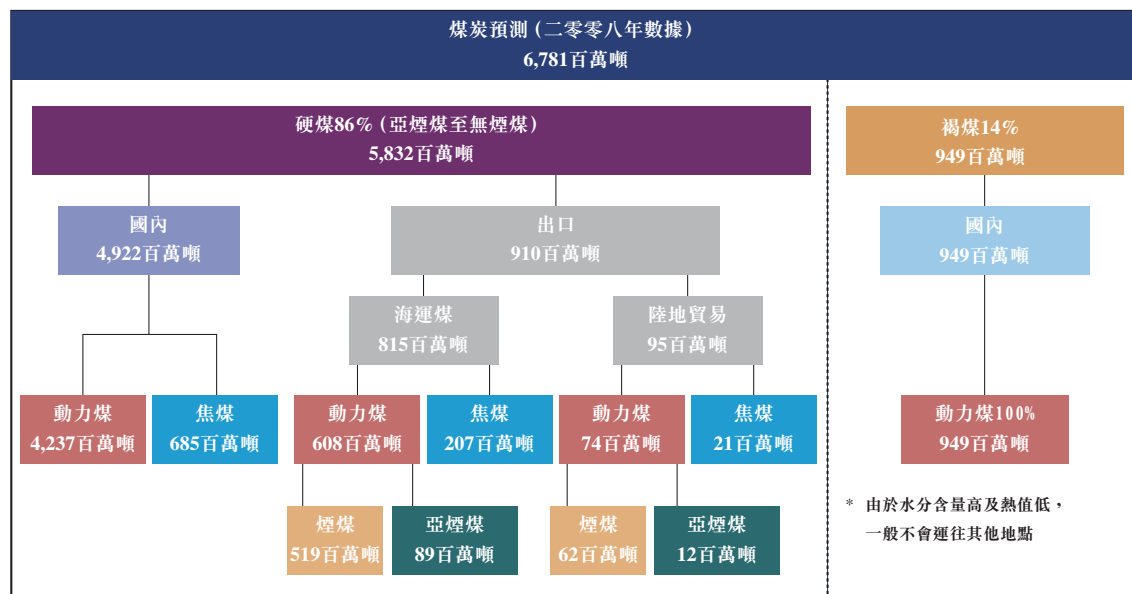 煤炭預測（二零零八年數據）
6,781百萬噸
硬煤86%（亞煙煤至無煙煤）
5,832百萬噸
褐煤14%
949百萬噸
國內
4,922百萬噸
出口
910百萬噸
國內
949百萬噸
海運煤
815百萬噸
陸地貿易
95百萬噸
動力煤
4,237百萬噸
焦煤
685百萬噸
動力煤
608百萬噸
焦煤
207百萬噸
動力煤
74百萬噸
焦煤
21百萬噸
動力煤100%
949百萬噸
煙煤
519百萬噸
亞煙煤
89百萬噸
煙煤
62百萬噸
亞煙煤
12百萬噸
* 由於水分含量高及熱值低，
一般不會運往其他地點